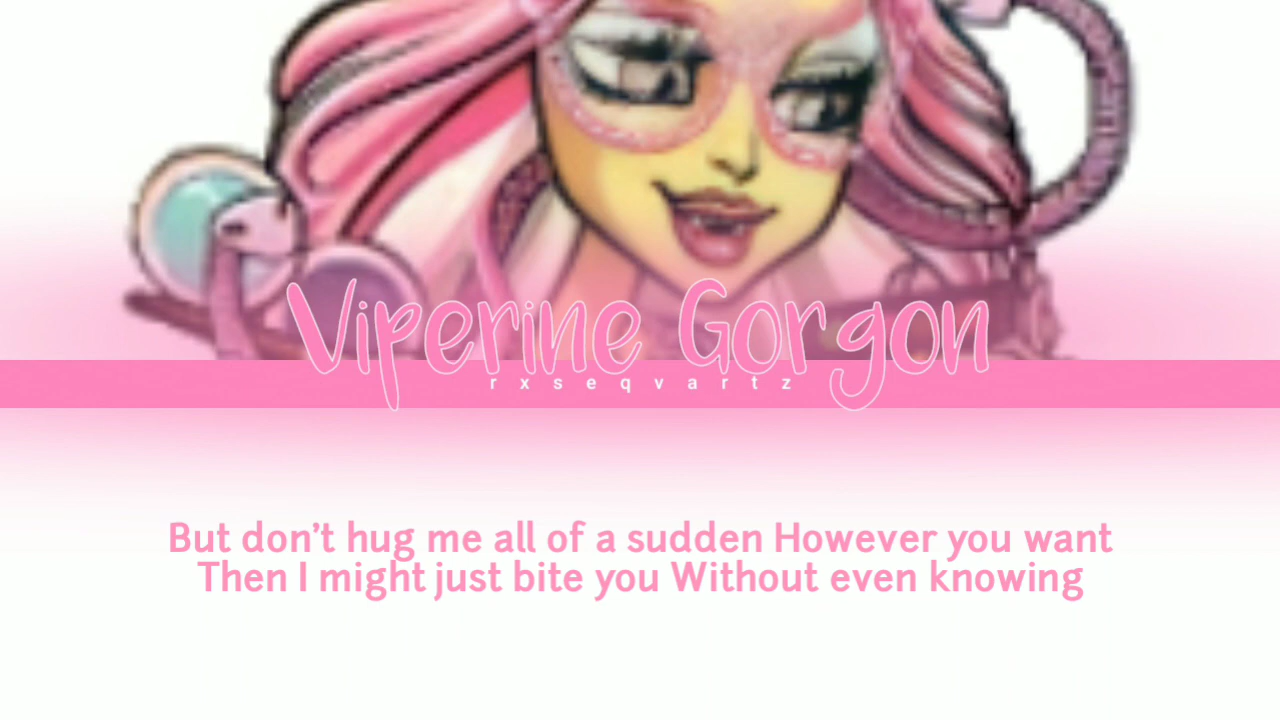 Viperine Gorgon
rxseqvartz
But don't hug me all of a sudden However you want
Then I might just bite you Without even knowing